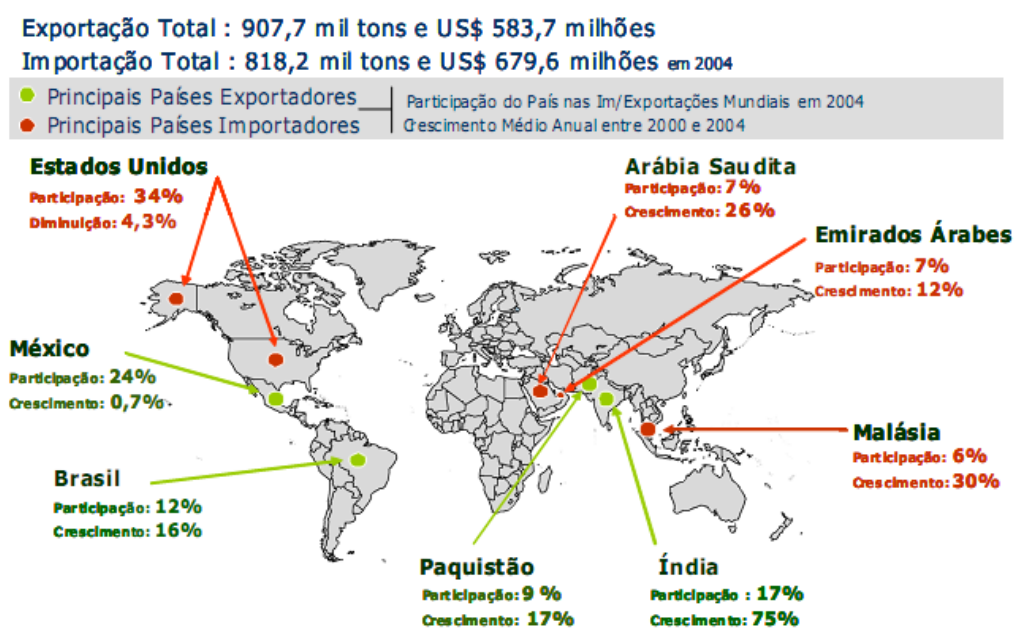 Exportação Total : 907,7 mil tons e US$ 583,7 milhões
Importação Total : 818,2 mil tons e US$ 679,6 milhões em 2004
Principais Países Exportadores
Principais Países Importadores
Participação do País nas Im/Exportações Mundiais em 2004
Crescimento Médio Anual entre 2000 e 2004
Estados Unidos
Participação: 34%
Diminuição: 4,3%
Arábia Saudita
Participação: 7%
Crescimento: 26%
Emirados Árabes
Participação: 7%
Crescimento: 12%
México
Participação: 24%
Crescimento: 0,7%
Malásia
Participação: 6%
Crescimento: 30%
Brasil
Participação: 12%
Crescimento: 16%
Paquistão
Participação: 9 %
Crescimento: 17%
Índia
Participação : 17%
Crescimento: 75%